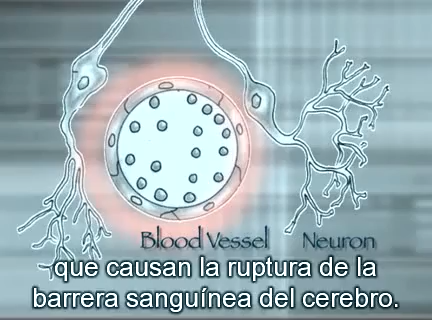 Blood Vessel Neuron
que causan la ruptura de la
barrera sanguínea del cerebro.